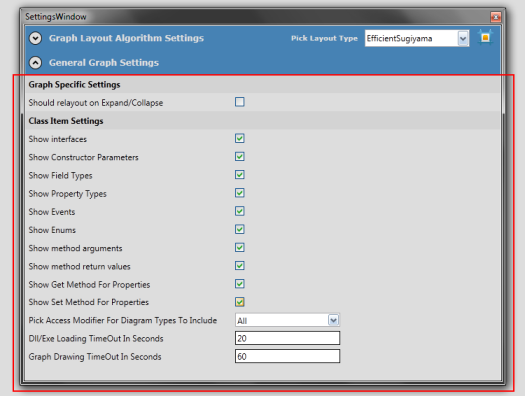 SettingsWindow
Graph Layout Algorithm Settings Pick Layout Type EfficientSugiyama
General Graph Settings
Graph Specific Settings
Should relayout on Expand/Collapse
Class Item Settings
Show interfaces
Show Constructor Parameters
Show Field Types
Show Property Types
Show Events
Show Enums
Show method arguments
Show method return values
Show Get Method For Properties
Show Set Method For Properties
Pick Access Modifier For Diagram Types To Include All
Dll/Exe Loading TimeOut In Seconds 20
Graph Drawing TimeOut In Seconds 60